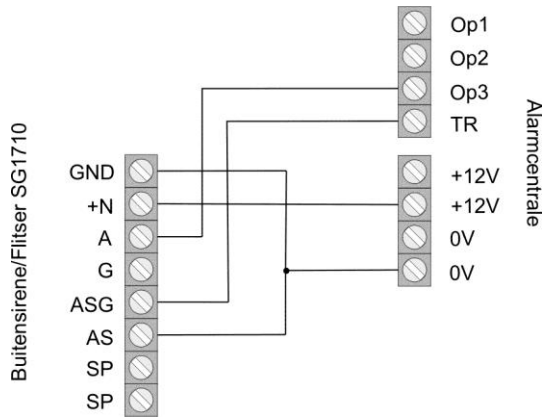 Buitensirene/Flitser SG1710
GND
+N
A
G
ASG
AS
SP
SP
Op1
Op2
Op3
TR
+12V
+12V
0V
0V
Alarmcentrale